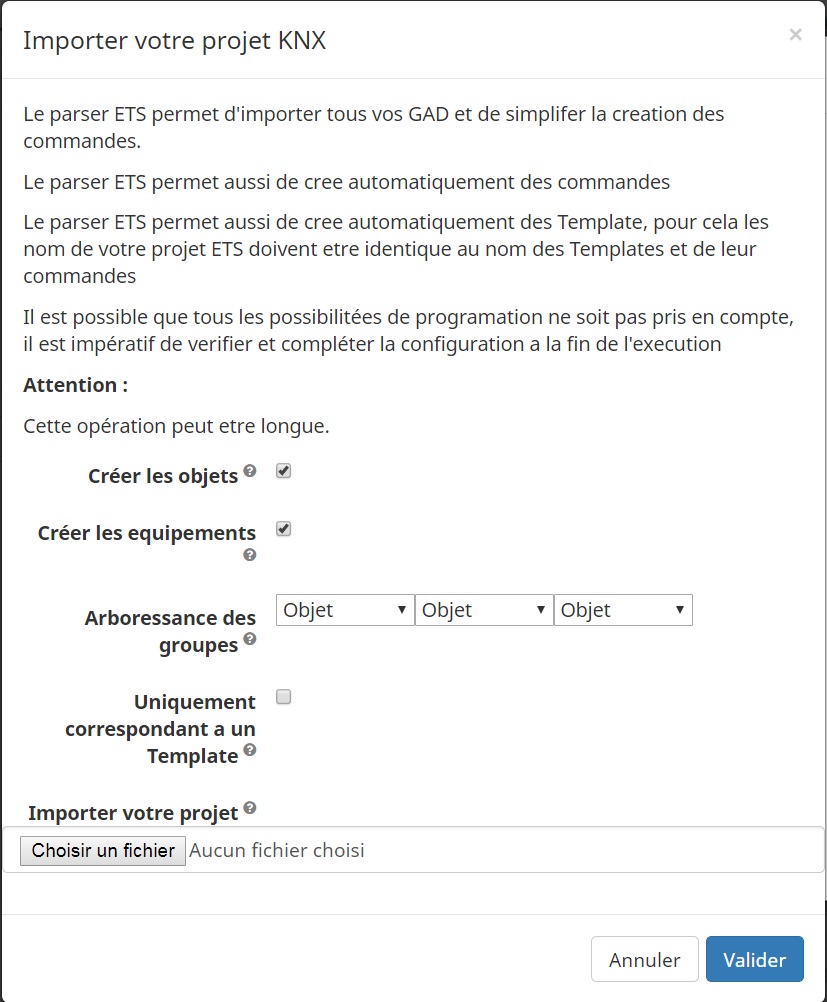 Importer votre projet KNX
×
Le parser ETS permet d'importer tous vos GAD et de simplifer la creation des
commandes.
Le parser ETS permet aussi de cree automatiquement des commandes
Le parser ETS permet aussi de cree automatiquement des Template, pour cela les
nom de votre projet ETS doivent etre identique au nom des Templates et de leur
commandes
Il est possible que tous les possibilitées de programation ne soit pas pris en compte,
il est impératif de verifier et compléter la configuration a la fin de l'execution
Attention :
Cette opération peut etre longue.
Créer les objets ?
Créer les equipements
?
Arboressance des
groupes ?
Objet Objet Objet
Uniquement
correspondant a un
Template ?
Importer votre projet ?
Choisir un fichier Aucun fichier choisi
Annuler Valider